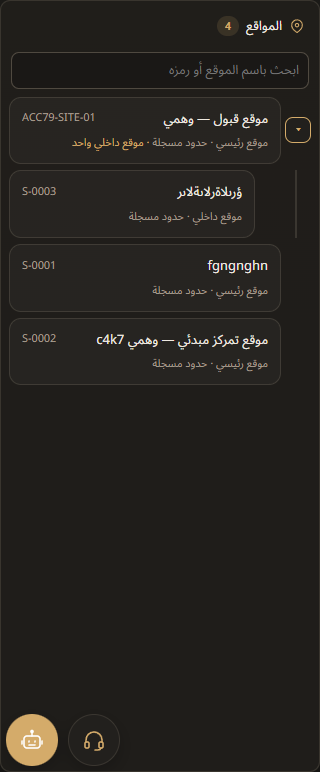 المواقع 4
ابحث باسم الموقع أو رمزه
موقع قبول — وهمي ACC79-SITE-01
موقع رئيسي · حدود مسجلة · موقع داخلي واحد
S-0003
موقع داخلي · حدود مسجلة
fgngnghn S-0001
موقع رئيسي · حدود مسجلة
موقع تمركز مبدئي — وهمي c4k7 S-0002
موقع رئيسي · حدود مسجلة